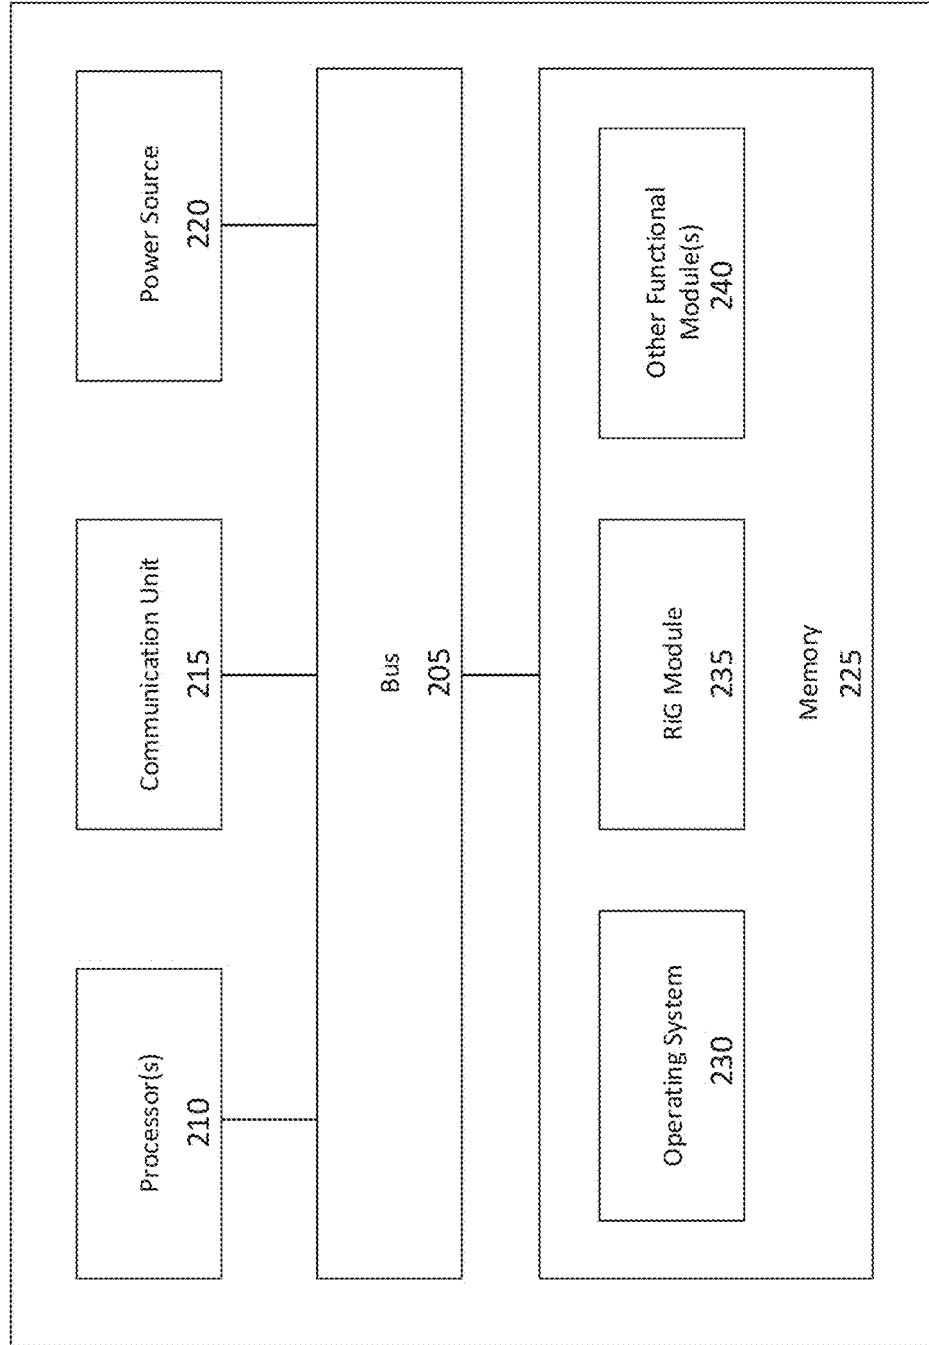 Processor(s)
210
Communication Unit
215
Power Source
220
Bus
205
Operating System
230
RiG Module
235
Other Functional
Module(s)
240
Memory
225